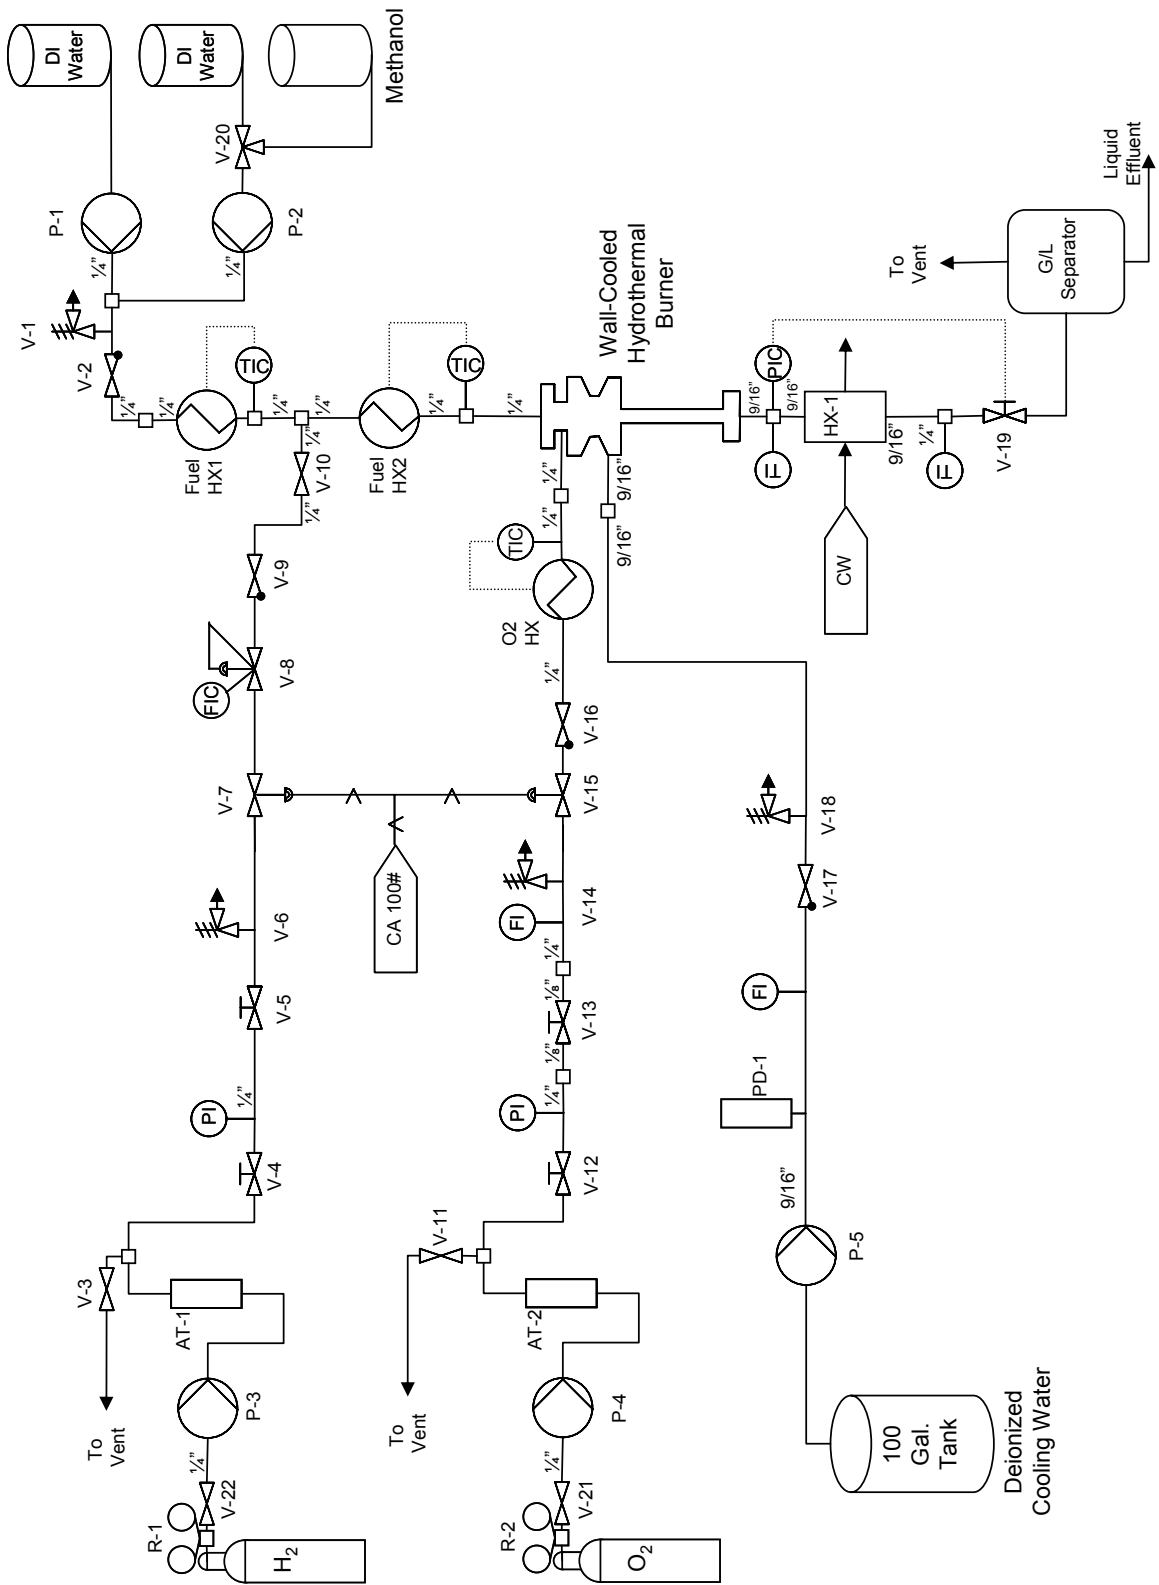 H₂
R-1
V-22
¼”
P-3
AT-1
To
Vent
V-3
V-4
PI
¼”
V-5
V-6
V-7
FIC
V-8
V-9
¼”
V-10
¼”
V-1
V-2
¼”
¼”
Fuel
HX1
TIC
¼”
¼”
Fuel
HX2
TIC
¼”
¼”
P-1
¼”
DI
Water
P-2
¼”
V-20
DI
Water
Methanol
CA 100#
O₂
R-2
V-21
¼”
P-4
AT-2
To
Vent
V-11
V-12
PI
¼”
⅛”
V-13
⅛”
¼”
FI
V-14
V-15
V-16
¼”
O2
HX
TIC
¼”
¼”
Wall-Cooled
Hydrothermal
Burner
100
Gal.
Tank
Deionized
Cooling Water
P-5
9/16”
PD-1
FI
V-17
V-18
9/16”
9/16”
9/16”
PIC
9/16”
TI
CW
HX-1
9/16”
¼”
TI
V-19
G/L
Separator
To
Vent
Liquid
Effluent